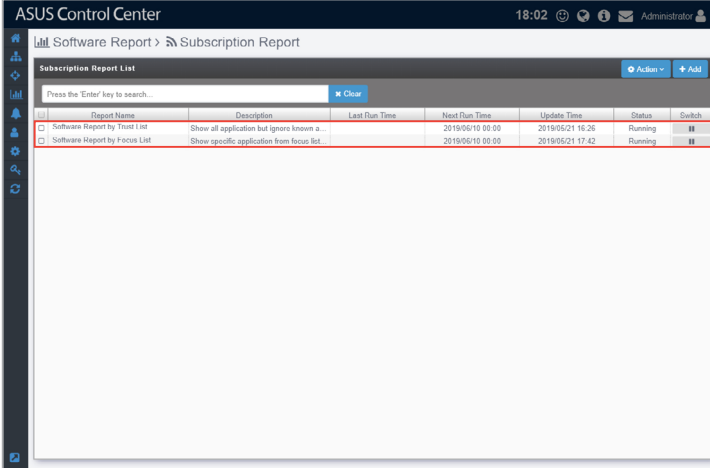 ASUS Control Center
18:02 Administrator
Software Report > Subscription Report
Subscription Report List
Action
+ Add
Press the 'Enter' key to search...
✖ Clear
Report Name Description Last Run Time Next Run Time Update Time Status Switch
Software Report by Trust List Show all application but ignore known a... 2019/06/10 00:00 2019/05/21 16:26 Running
Software Report by Focus List Show specific application from focus list... 2019/06/10 00:00 2019/05/21 17:42 Running